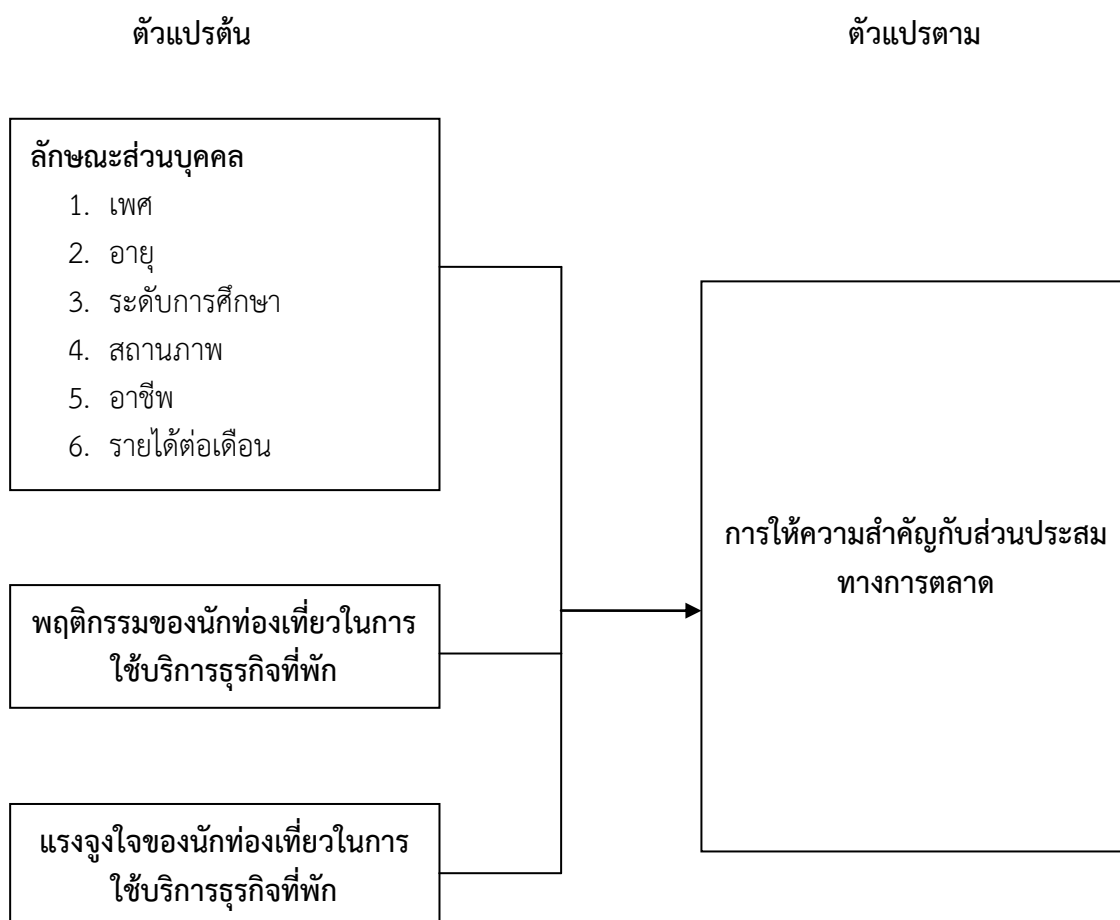 ตัวแปรต้น
ตัวแปรตาม
ลักษณะส่วนบุคคล
1. เพศ
2. อายุ
3. ระดับการศึกษา
4. สถานภาพ
5. อาชีพ
6. รายได้ต่อเดือน
พฤติกรรมของนักท่องเที่ยวในการ
ใช้บริการธุรกิจที่พัก
แรงจูงใจของนักท่องเที่ยวในการ
ใช้บริการธุรกิจที่พัก
การให้ความสำคัญกับส่วนประสม
ทางการตลาด